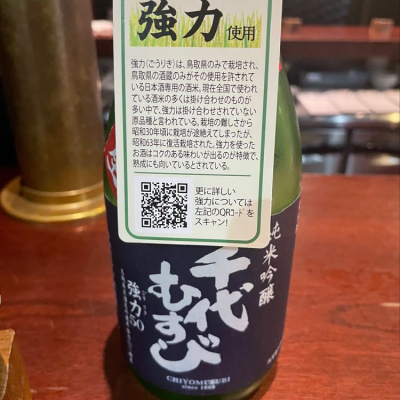 強力 使用
強力(ごうりき)は、鳥取県のみで栽培され、
鳥取県の酒蔵のみがその使用を許されて
いる日本酒専用の酒米。現在全国で使わ
れている酒米の多くは掛け合わせのものが
多い中で、強力は掛け合わせされていない
原品種と言われている。栽培の難しさから
昭和30年頃に栽培が途絶えてしまったが、
昭和63年に復活栽培された。強力を使った
お酒はコクのある味わいが出るのが特徴で、
熟成にも向いているとされている。
更に詳しい
強力については
左記のQRコードを
スキャン!
純米吟醸
千代むすび
強力50
CHIYOMUSUBI
since 1865